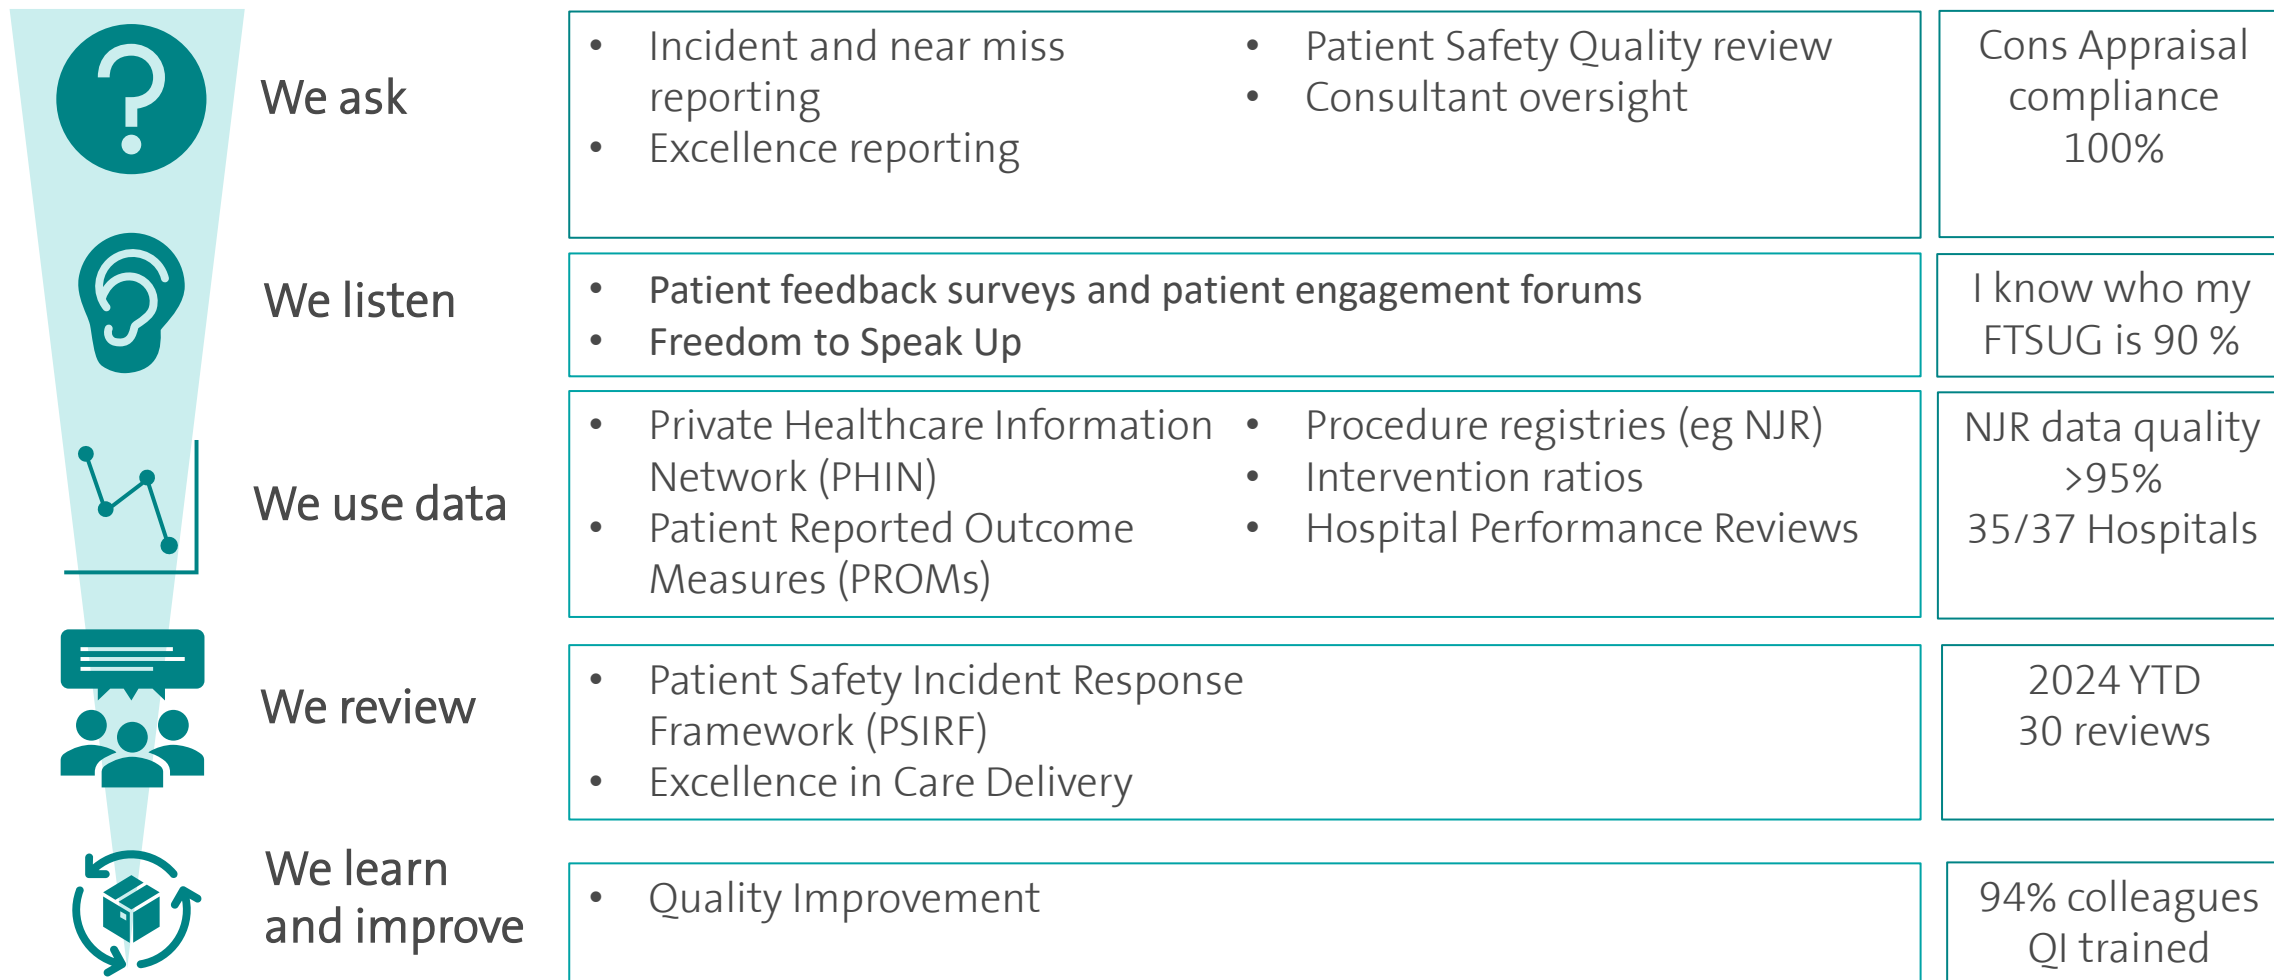 We ask
• Incident and near miss
reporting
• Excellence reporting
• Patient Safety Quality review
• Consultant oversight
Cons Appraisal
compliance
100%
We listen
• Patient feedback surveys and patient engagement forums
• Freedom to Speak Up
I know who my
FTSUG is 90 %
We use data
• Private Healthcare Information
Network (PHIN)
• Patient Reported Outcome
Measures (PROMs)
• Procedure registries (eg NJR)
• Intervention ratios
• Hospital Performance Reviews
NJR data quality
>95%
35/37 Hospitals
We review
• Patient Safety Incident Response
Framework (PSIRF)
• Excellence in Care Delivery
2024 YTD
30 reviews
We learn
and improve
• Quality Improvement
94% colleagues
QI trained